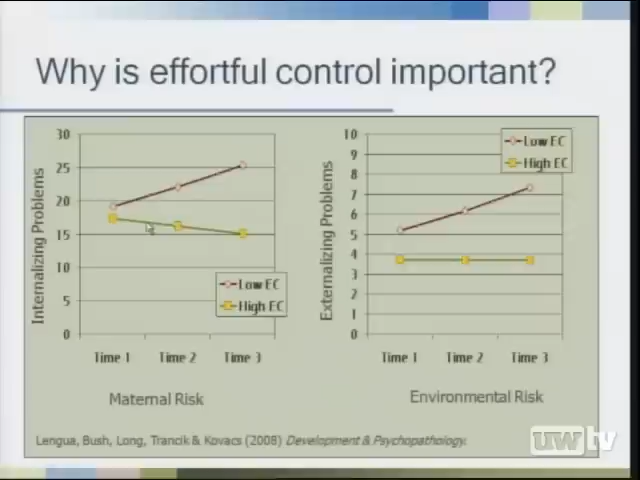 Why is effortful control important?
30
25
20
15
10
5
0
Internalizing Problems
Low EC
High EC
Time 1 Time 2 Time 3
Maternal Risk
10
9
8
7
6
5
4
3
2
1
0
Externalizing Problems
Low EC
High EC
Time 1 Time 2 Time 3
Environmental Risk
Lengua, Bush, Long, Trancik & Kovacs (2008) Development & Psychopathology.
uwtv